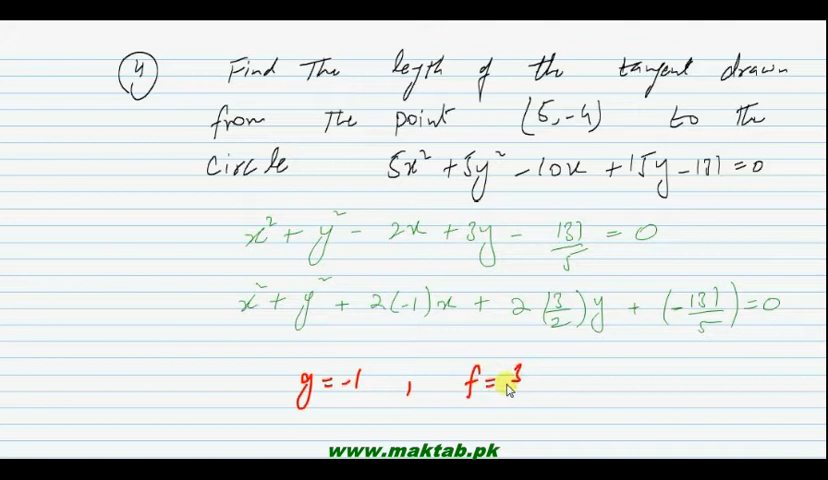 4 Find The length of the tangent drawn
from The point (5,-4) to the
circle 5x² + 5y² - 10x + 15y - 131 = 0
x² + y² - 2x + 3y - 131/5 = 0
x² + y² + 2(-1)x + 2(3/2)y + (-131/5) = 0
g = -1 , f = 3
www.maktab.pk